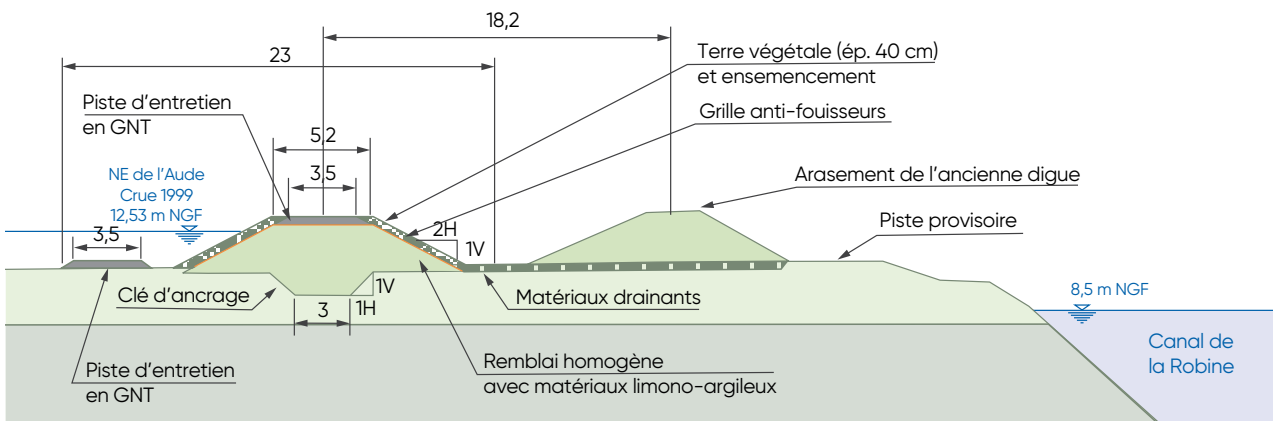 18,2
23
Terre végétale (ép. 40 cm)
et ensemencement
Piste d'entretien
en GNT
Grille anti-fouisseurs
5,2
3,5
NE de l'Aude
Crue 1999
12,53 m NGF
3,5
Arasement de l'ancienne digue
Piste provisoire
2H
1V
Clé d'ancrage
1V
1H
3
Matériaux drainants
8,5 m NGF
Canal de
la Robine
Piste d'entretien
en GNT
Remblai homogène
avec matériaux limono-argileux